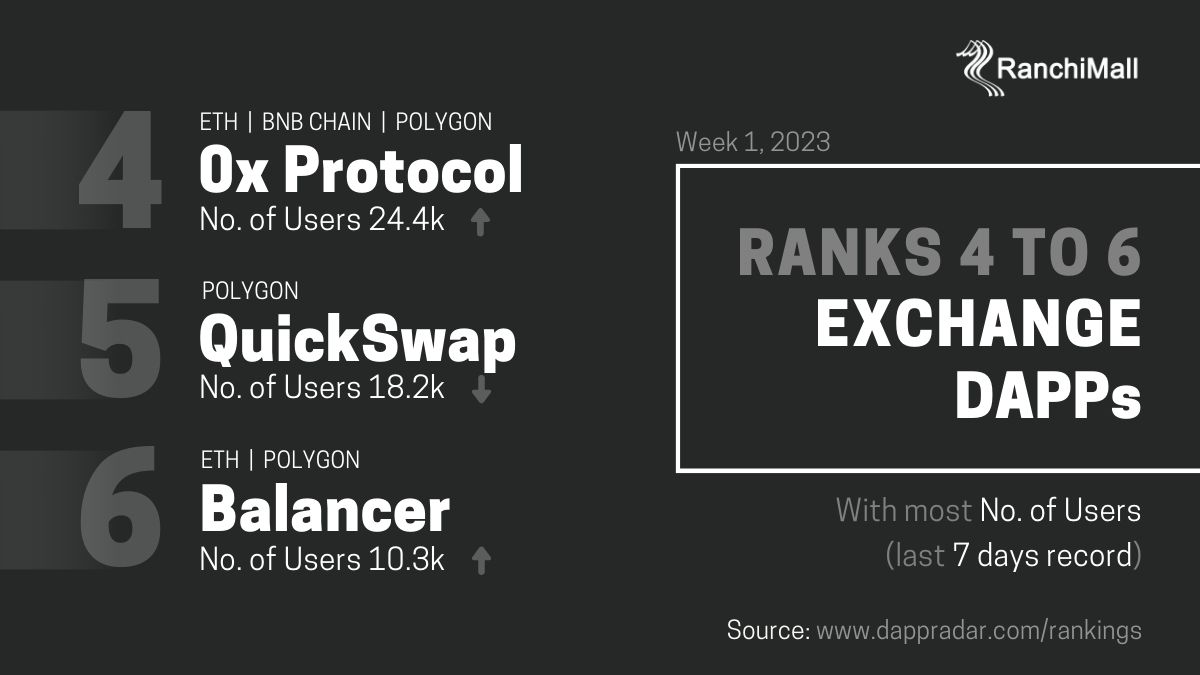 RanchiMall
4
ETH | BNB CHAIN | POLYGON
0x Protocol
No. of Users 24.4k
5
POLYGON
QuickSwap
No. of Users 18.2k
6
ETH | POLYGON
Balancer
No. of Users 10.3k
Week 1, 2023
RANKS 4 TO 6
EXCHANGE
DAPPs
With most No. of Users
(last 7 days record)
Source: www.dappradar.com/rankings